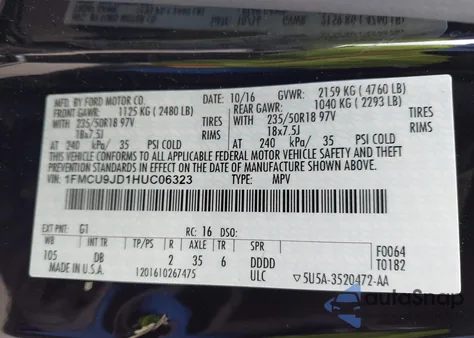 MFD. BY FORD MOTOR CO.
10/16 GVWR: 2159 KG ( 4760 LB)
FRONT GAWR: 1125 KG ( 2480 LB) REAR GAWR: 1040 KG ( 2293 LB)
WITH 235/50R18 97V TIRES WITH 235/50R18 97V TIRES
18x7.5J RIMS 18x7.5J RIMS
AT 240 kPa/ 35 PSI COLD AT 240 kPa/ 35 PSI COLD
THIS VEHICLE CONFORMS TO ALL APPLICABLE FEDERAL MOTOR VEHICLE SAFETY AND THEFT
PREVENTION STANDARDS IN EFFECT ON THE DATE OF MANUFACTURE SHOWN ABOVE.
VIN: 1FMCU9JD1HUC06323 TYPE: MPV
EXT PNT: G1 RC: 16 DSO:
WB INT TR TP/PS R AXLE TR SPR F0064
105 DB 2 35 6 DDDD T0182
MADE IN U.S.A. 1201610267475 ULC 5U5A-3520472-AA
autoSnap